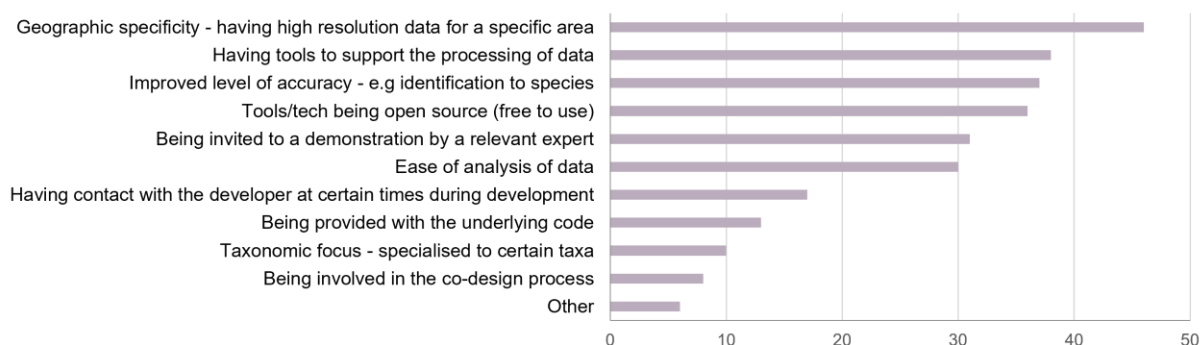 Geographic specificity - having high resolution data for a specific area
Having tools to support the processing of data
Improved level of accuracy - e.g identification to species
Tools/tech being open source (free to use)
Being invited to a demonstration by a relevant expert
Ease of analysis of data
Having contact with the developer at certain times during development
Being provided with the underlying code
Taxonomic focus - specialised to certain taxa
Being involved in the co-design process
Other
0 10 20 30 40 50